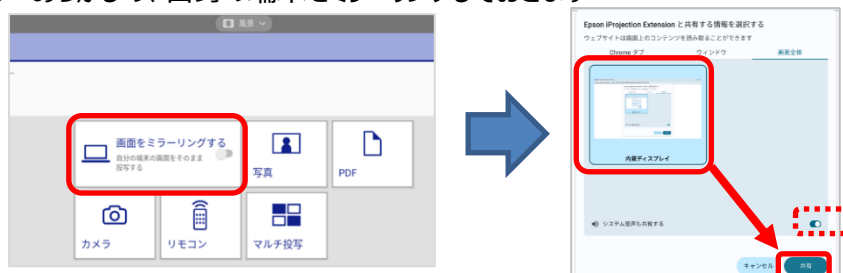 風景
画面をミラーリングする
自分の端末の画面をそのまま
投写する
写真
PDF
カメラ
リモコン
マルチ投写
Epson iProjection Extension と共有する情報を選択する
ウェブサイトは画面上のコンテンツを読み取ることができます
Chrome タブ
ウィンドウ
画面全体
内蔵ディスプレイ
システム音声も共有する
キャンセル
共有